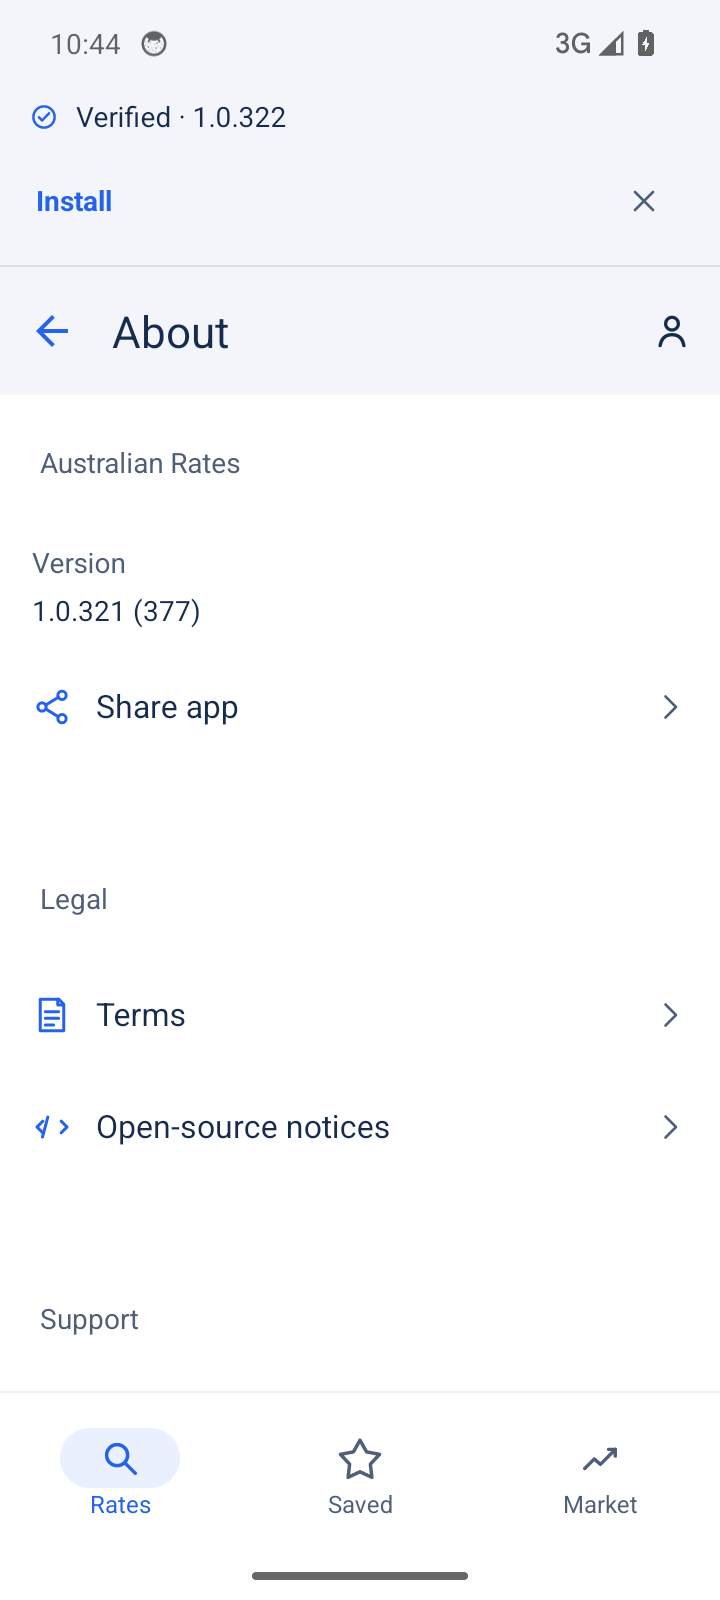 10:44
3G
Verified · 1.0.322
Install
About
Australian Rates
Version
1.0.321 (377)
Share app
Legal
Terms
Open-source notices
Support
Rates
Saved
Market